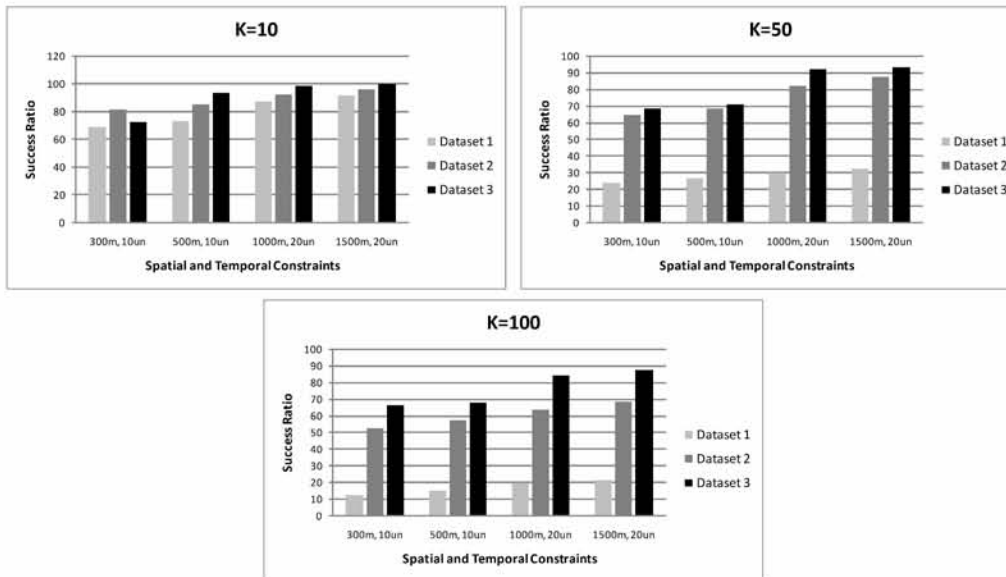 K=10
120
100
80
60
40
20
0
Success Ratio
300m, 10un 500m, 10un 1000m, 20un 1500m, 20un
Spatial and Temporal Constraints
Dataset 1
Dataset 2
Dataset 3
K=50
100
90
80
70
60
50
40
30
20
10
0
Success Ratio
300m, 10un 500m, 10un 1000m, 20un 1500m, 20un
Spatial and Temporal Constraints
Dataset 1
Dataset 2
Dataset 3
K=100
100
90
80
70
60
50
40
30
20
10
0
Success Ratio
300m, 10un 500m, 10un 1000m, 20un 1500m, 20un
Spatial and Temporal Constraints
Dataset 1
Dataset 2
Dataset 3